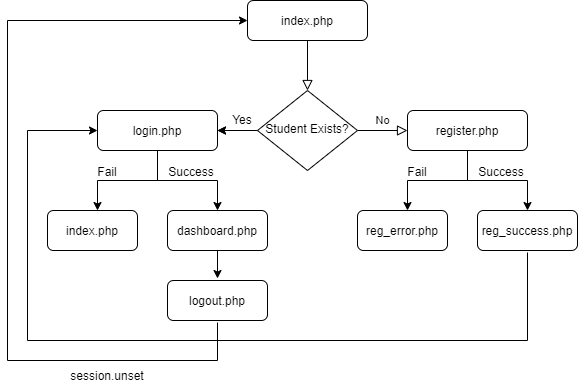 index.php
Student Exists?
Yes
No
login.php
register.php
Fail
Success
Fail
Success
index.php
dashboard.php
reg_error.php
reg_success.php
logout.php
session.unset